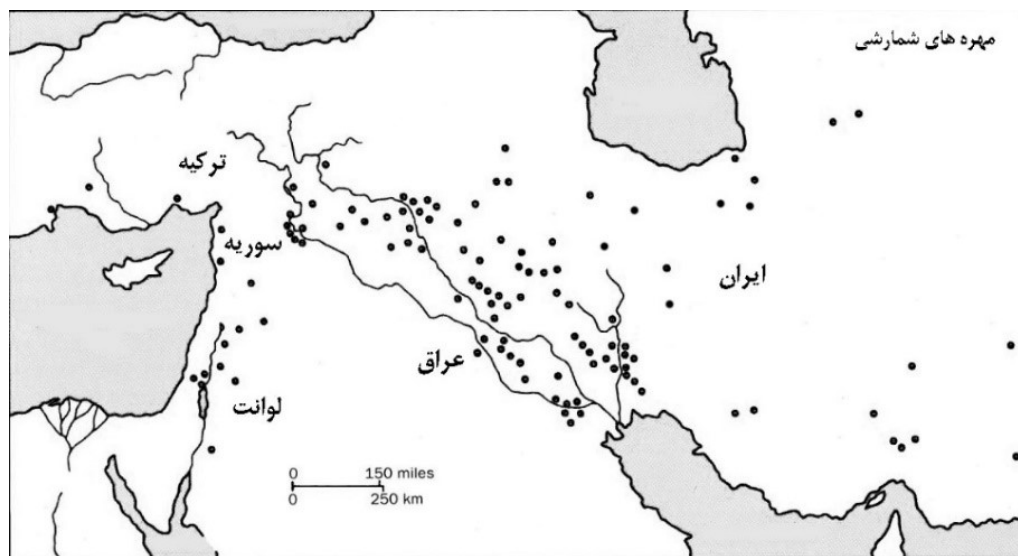 مهره های شمارشی
ترکیه
سوریه
ایران
عراق
لوانت
0 150 miles
0 250 km